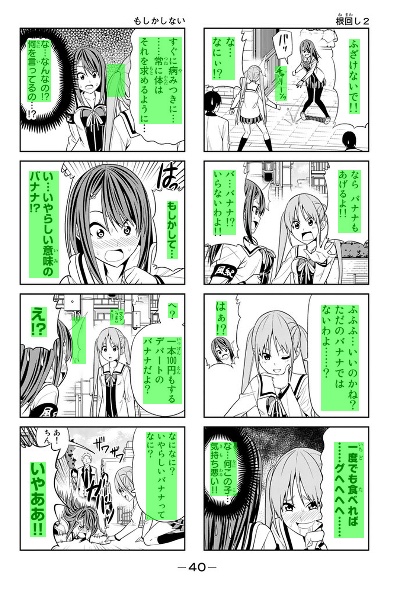 根回し2
ふざけないで!!
な…
なにぃ!?
なら バナナも
あげるよ!!
バ…バナナ!?
いらないわよ!!
ふふふ…いいのかね?
ただのバナナでは
ないわよ……?
はぁ!?
一度でも食べれば
……グヘヘヘヘ……
な…何この子…
気持ち悪い!!
もしかしない
すぐに病みつきに…
……常に体は
それを求めるように…
な…なんなの!?
何を言ってるの…!?
はっ
もしかして…
い…いやらしい意味の
バナナ!?
へ?
一本100円もする
デパートの
バナナだよ?
え!?
なになに?
いやらしいバナナって
なに?
あーちん
いやああ!!
—40—